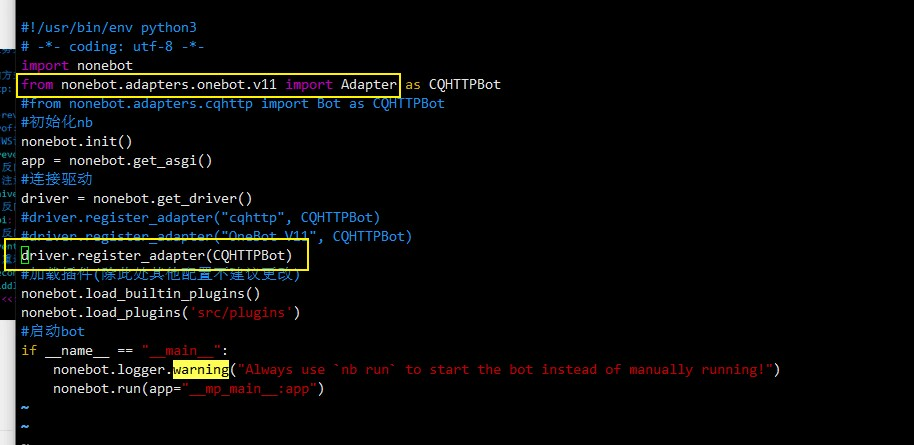 #!/usr/bin/env python3
# -*- coding: utf-8 -*-
import nonebot
from nonebot.adapters.onebot.v11 import Adapter as CQHTTPBot
#from nonebot.adapters.cqhttp import Bot as CQHTTPBot
#初始化nb
nonebot.init()
app = nonebot.get_asgi()
#连接驱动
driver = nonebot.get_driver()
#driver.register_adapter("cqhttp", CQHTTPBot)
#driver.register_adapter("OneBot V11", CQHTTPBot)
driver.register_adapter(CQHTTPBot)
#加载插件(除此处其他配置不建议更改)
nonebot.load_builtin_plugins()
nonebot.load_plugins('src/plugins')
#启动bot
if __name__ == "__main__":
    nonebot.logger.warning("Always use `nb run` to start the bot instead of manually running!")
    nonebot.run(app="__mp_main__:app")
~
~